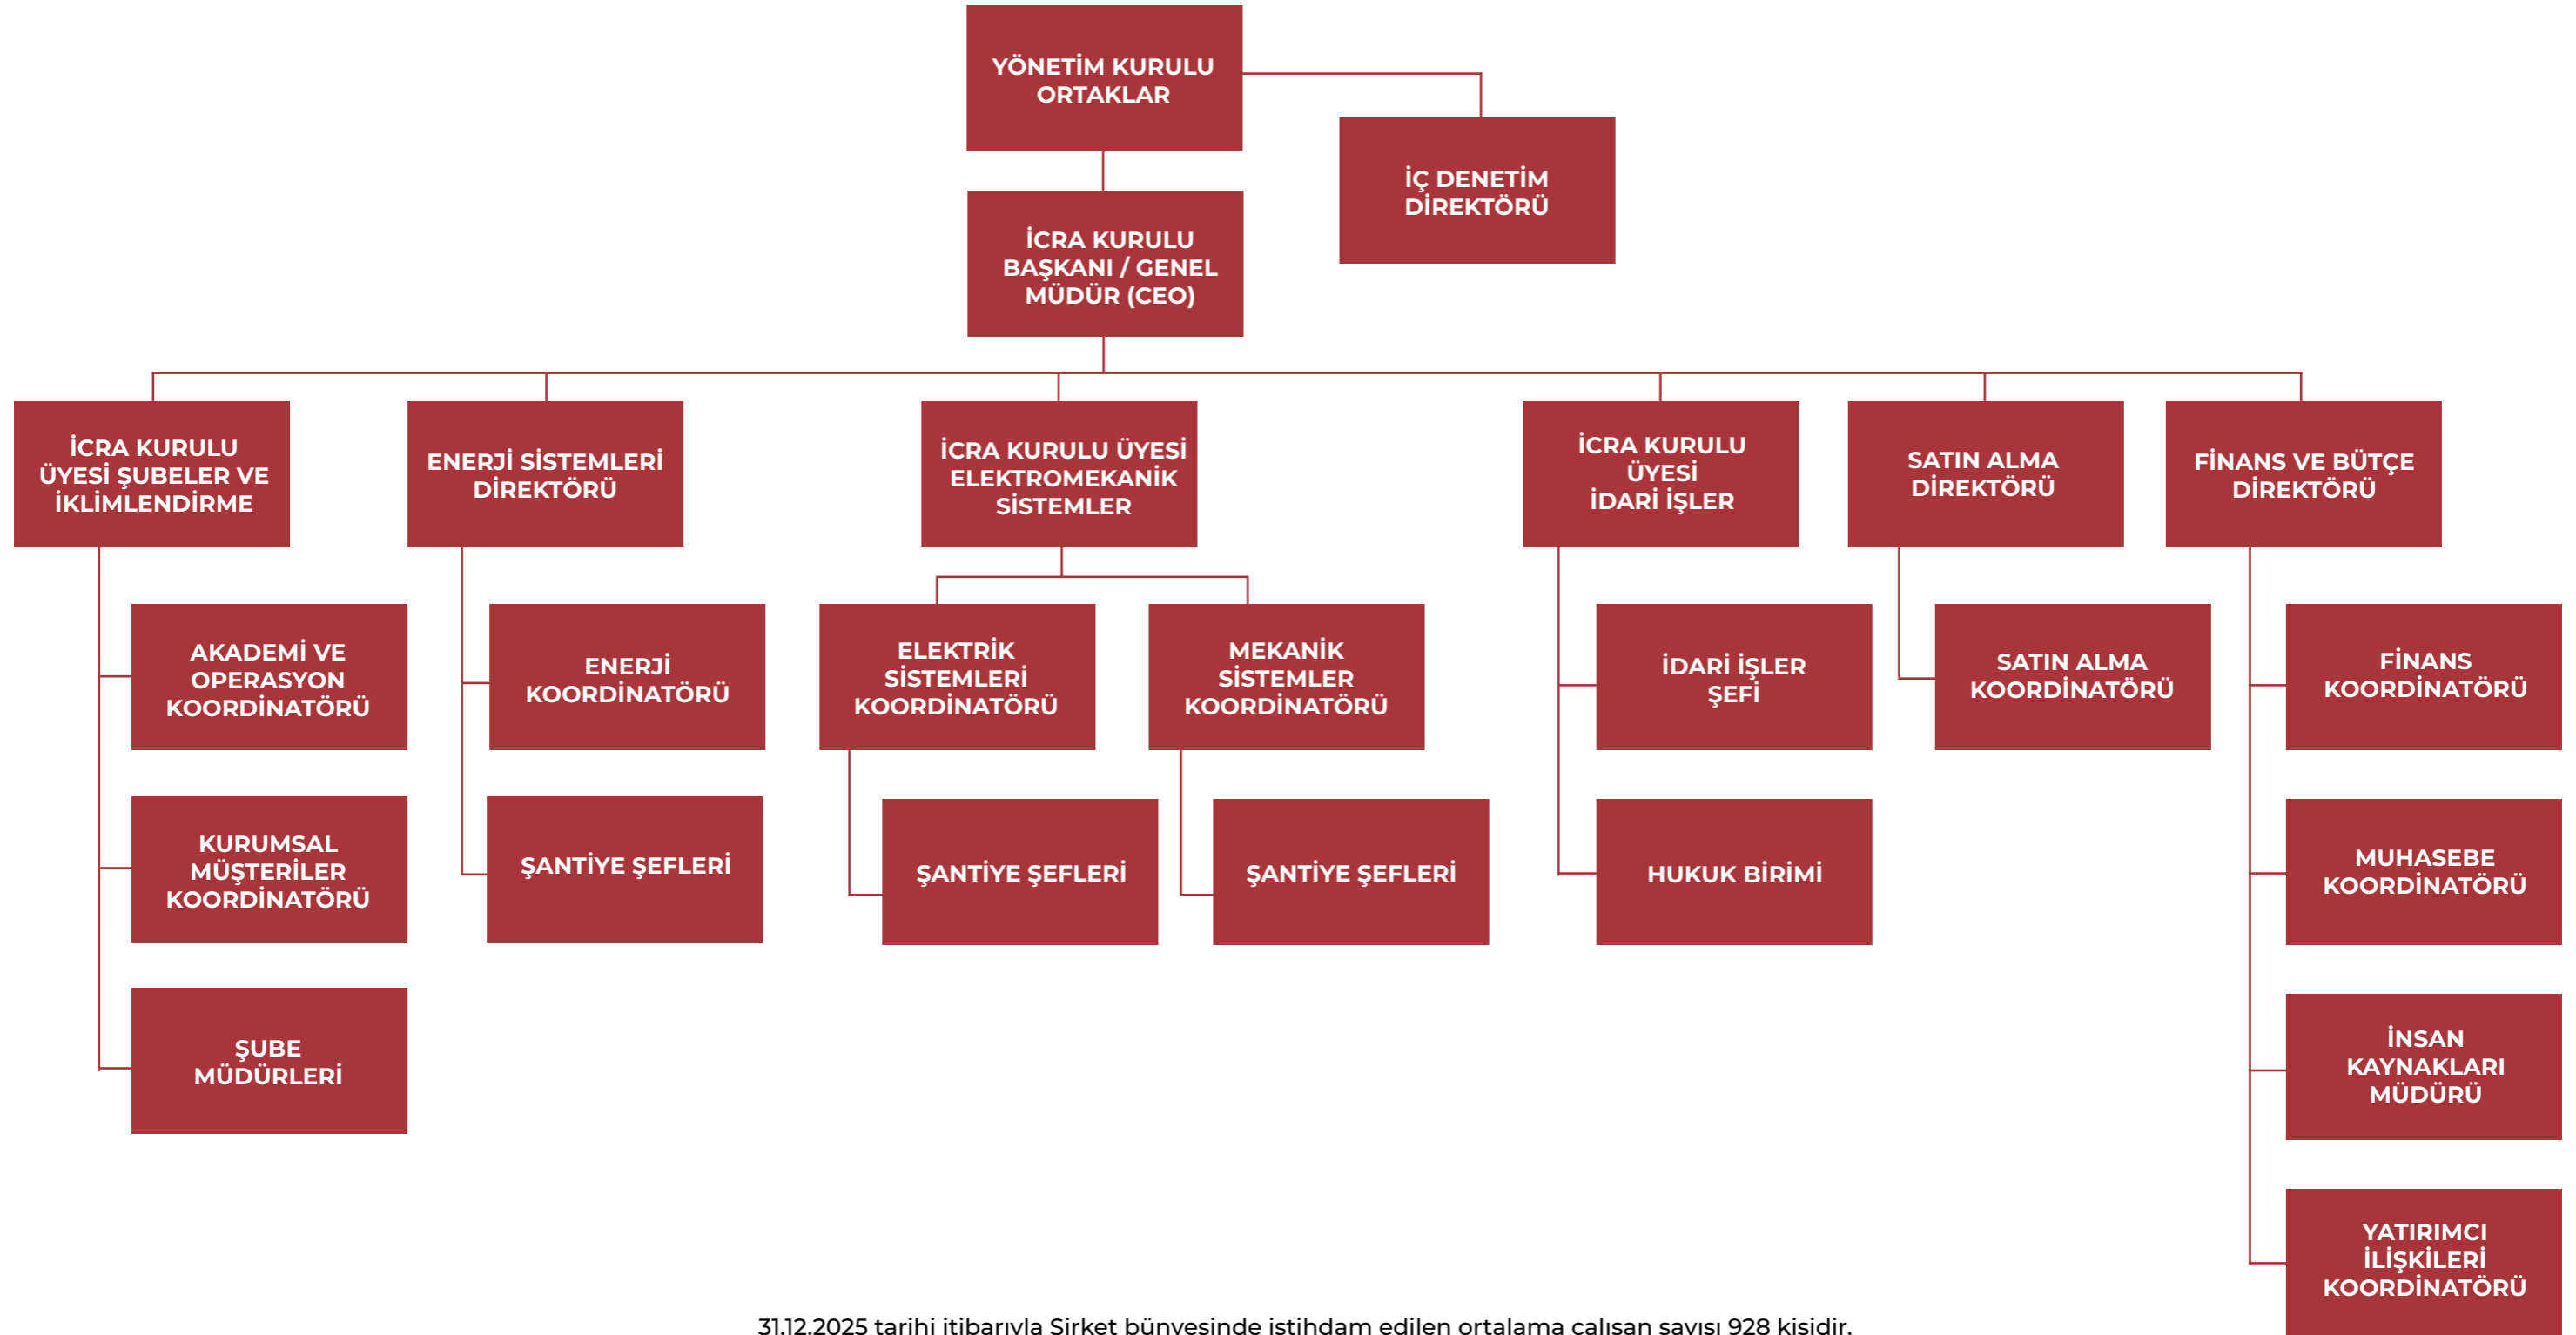 YÖNETİM KURULU
ORTAKLAR
İÇ DENETİM
DİREKTÖRÜ
İCRA KURULU
BAŞKANI / GENEL
MÜDÜR (CEO)
İCRA KURULU
ÜYESİ ŞUBELER VE
İKLİMLENDİRME
ENERJİ SİSTEMLERİ
DİREKTÖRÜ
İCRA KURULU ÜYESİ
ELEKTROMEKANİK
SİSTEMLER
İCRA KURULU
ÜYESİ
İDARİ İŞLER
SATIN ALMA
DİREKTÖRÜ
FİNANS VE BÜTÇE
DİREKTÖRÜ
AKADEMİ VE
OPERASYON
KOORDİNATÖRÜ
ENERJİ
KOORDİNATÖRÜ
ELEKTRİK
SİSTEMLERİ
KOORDİNATÖRÜ
MEKANİK
SİSTEMLER
KOORDİNATÖRÜ
İDARİ İŞLER
ŞEFİ
SATIN ALMA
KOORDİNATÖRÜ
FİNANS
KOORDİNATÖRÜ
KURUMSAL
MÜŞTERİLER
KOORDİNATÖRÜ
ŞANTİYE ŞEFLERİ
ŞANTİYE ŞEFLERİ
ŞANTİYE ŞEFLERİ
HUKUK BİRİMİ
MUHASEBE
KOORDİNATÖRÜ
ŞUBE
MÜDÜRLERİ
İNSAN
KAYNAKLARI
MÜDÜRÜ
YATIRIMCI
İLİŞKİLERİ
KOORDİNATÖRÜ
31.12.2025 tarihi itibarıyla Şirket bünyesinde istihdam edilen ortalama çalışan sayısı 928 kişidir.